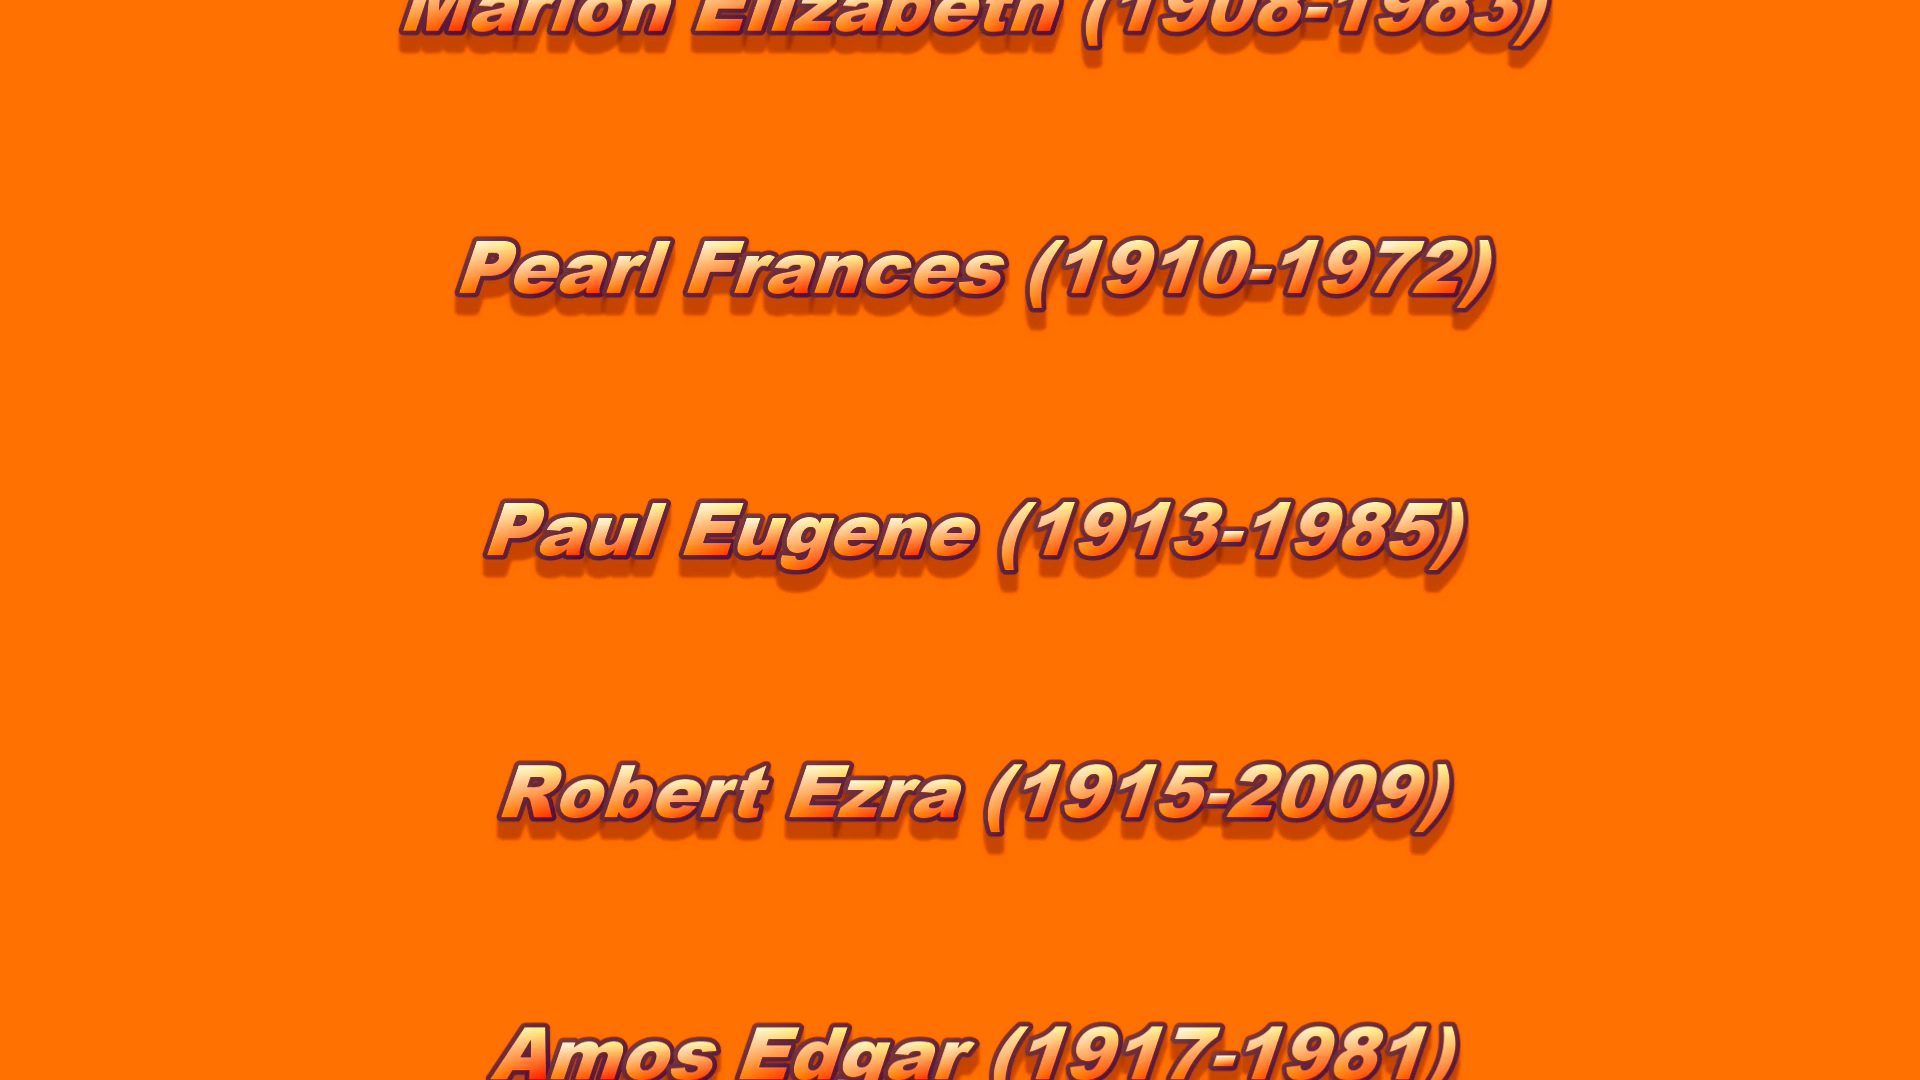 Marion Elizabeth (1908-1983)
Pearl Frances (1910-1972)
Paul Eugene (1913-1985)
Robert Ezra (1915-2009)
Amos Edgar (1917-1981)